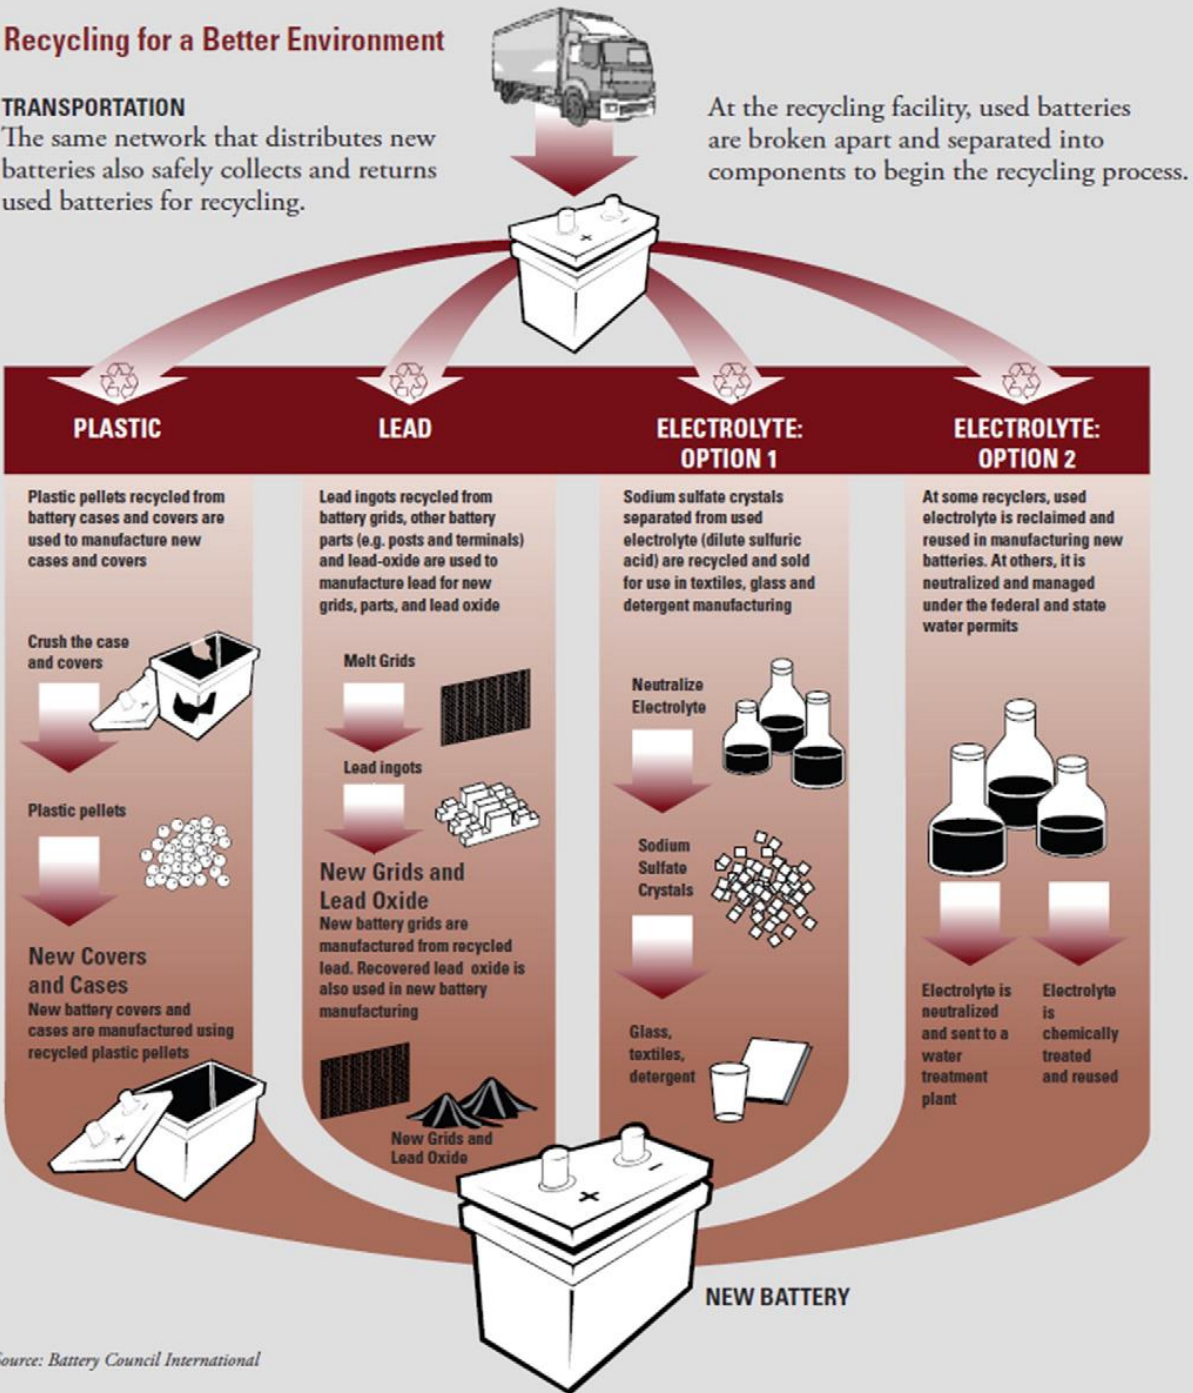 Recycling for a Better Environment
TRANSPORTATION
The same network that distributes new
batteries also safely collects and returns
used batteries for recycling.
At the recycling facility, used batteries
are broken apart and separated into
components to begin the recycling process.
+
-
PLASTIC
Plastic pellets recycled from
battery cases and covers are
used to manufacture new
cases and covers
Crush the case
and covers
+
Plastic pellets
New Covers
and Cases
New battery covers and
cases are manufactured using
recycled plastic pellets
+
-
LEAD
Lead ingots recycled from
battery grids, other battery
parts (e.g. posts and terminals)
and lead-oxide are used to
manufacture lead for new
grids, parts, and lead oxide
Melt Grids
Lead ingots
New Grids and
Lead Oxide
New battery grids are
manufactured from recycled
lead. Recovered lead oxide is
also used in new battery
manufacturing
New Grids and
Lead Oxide
ELECTROLYTE:
OPTION 1
Sodium sulfate crystals
separated from used
electrolyte (dilute sulfuric
acid) are recycled and sold
for use in textiles, glass and
detergent manufacturing
Neutralize
Electrolyte
Sodium
Sulfate
Crystals
Glass,
textiles,
detergent
ELECTROLYTE:
OPTION 2
At some recyclers, used
electrolyte is reclaimed and
reused in manufacturing new
batteries. At others, it is
neutralized and managed
under the federal and state
water permits
Electrolyte is
neutralized
and sent to a
water
treatment
plant
Electrolyte
is
chemically
treated
and reused
+
-
NEW BATTERY
Source: Battery Council International